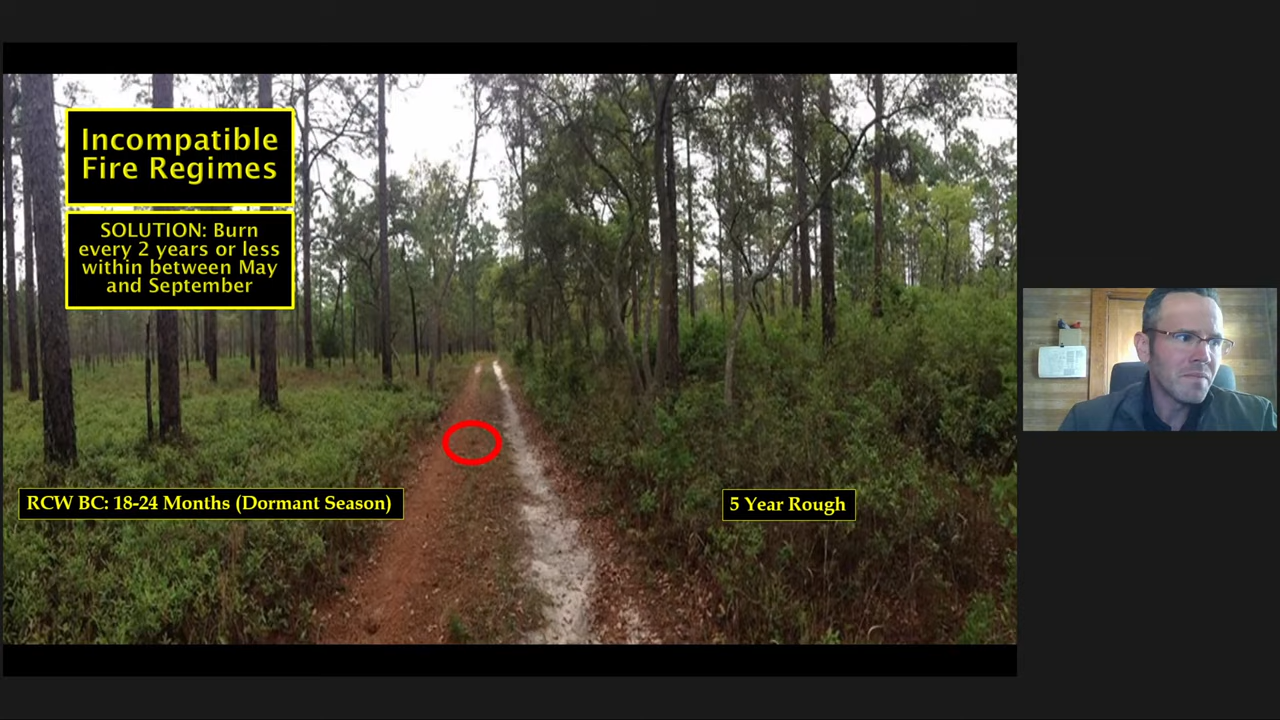 Incompatible
Fire Regimes
SOLUTION: Burn
every 2 years or less
within between May
and September
RCW BC: 18-24 Months (Dormant Season)
5 Year Rough